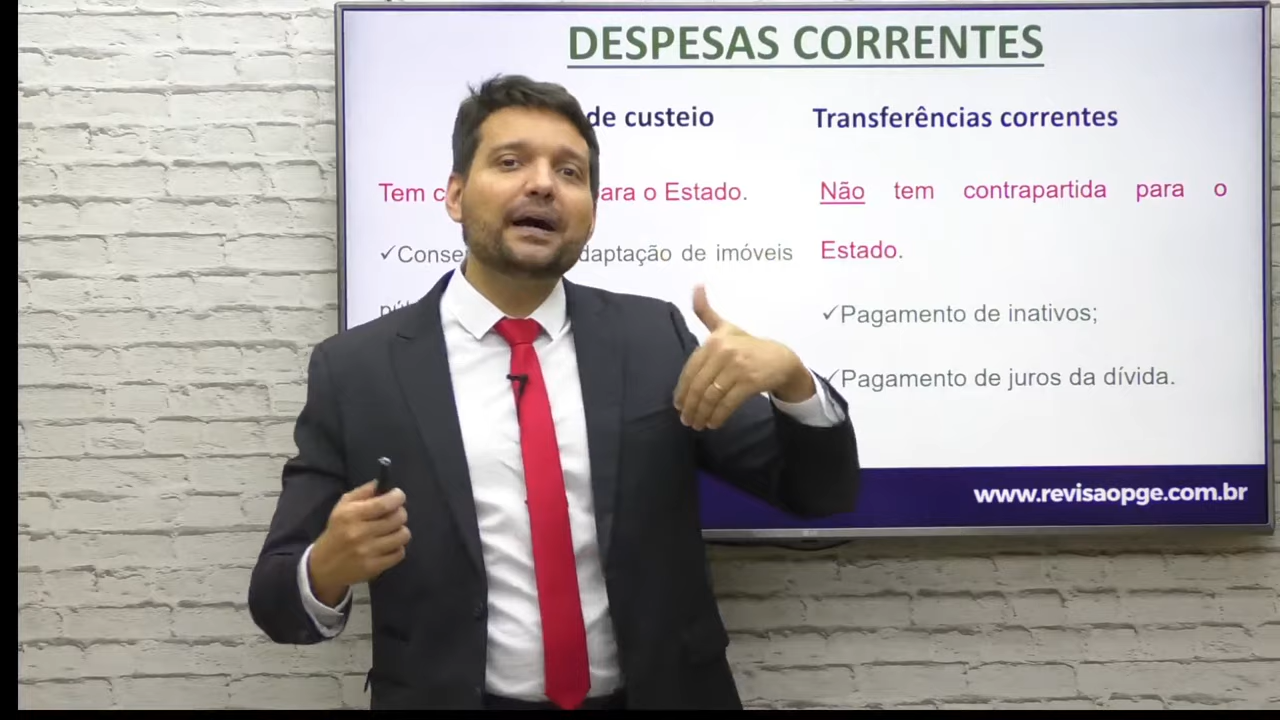 DESPESAS CORRENTES
de custeio
Tem para o Estado.
✓Conse daptação de imóveis
Transferências correntes
Não tem contrapartida para o
Estado.
✓Pagamento de inativos;
✓Pagamento de juros da dívida.
www.revisaopge.com.br